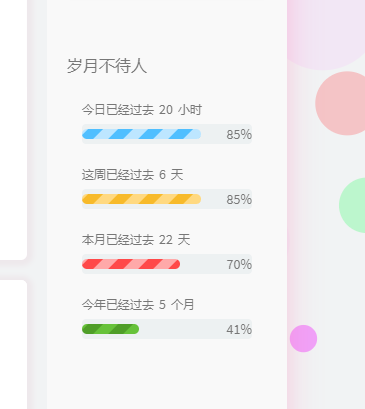 岁月不待人
今日已经过去 20 小时
85%
这周已经过去 6 天
85%
本月已经过去 22 天
70%
今年已经过去 5 个月
41%